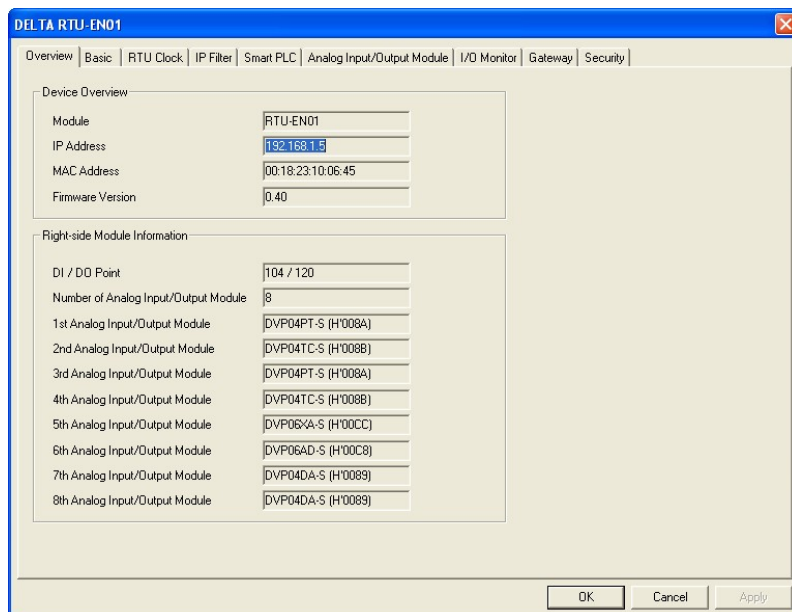 DELTA RTU-EN01
Overview Basic RTU Clock IP Filter Smart PLC Analog Input/Output Module I/O Monitor Gateway Security
Device Overview
Module RTU-EN01
IP Address 192.168.1.5
MAC Address 00:18:23:10:06:45
Firmware Version 0.40
Right-side Module Information
DI / DO Point 104 / 120
Number of Analog Input/Output Module 8
1st Analog Input/Output Module DVP04PT-S (H'008A)
2nd Analog Input/Output Module DVP04TC-S (H'008B)
3rd Analog Input/Output Module DVP04PT-S (H'008A)
4th Analog Input/Output Module DVP04TC-S (H'008B)
5th Analog Input/Output Module DVP06XA-S (H'00CC)
6th Analog Input/Output Module DVP06AD-S (H'00C8)
7th Analog Input/Output Module DVP04DA-S (H'0089)
8th Analog Input/Output Module DVP04DA-S (H'0089)
OK Cancel Apply